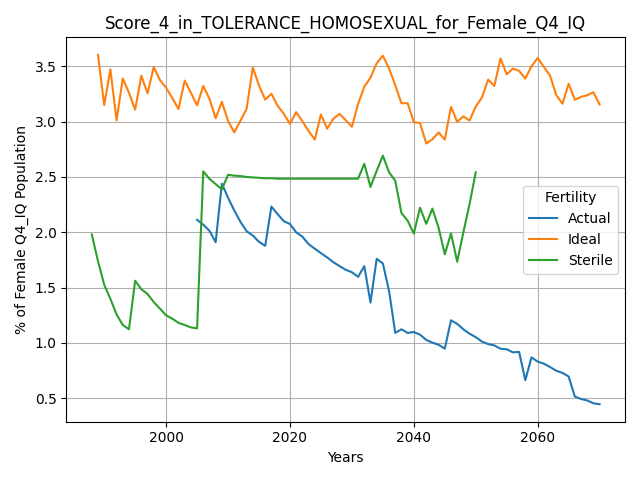 Score_4_in_TOLERANCE_HOMOSEXUAL_for_Female_Q4_IQ
% of Female Q4_IQ Population
3.5
3.0
2.5
2.0
1.5
1.0
0.5
Fertility
Actual
Ideal
Sterile
2000 2020 2040 2060
Years